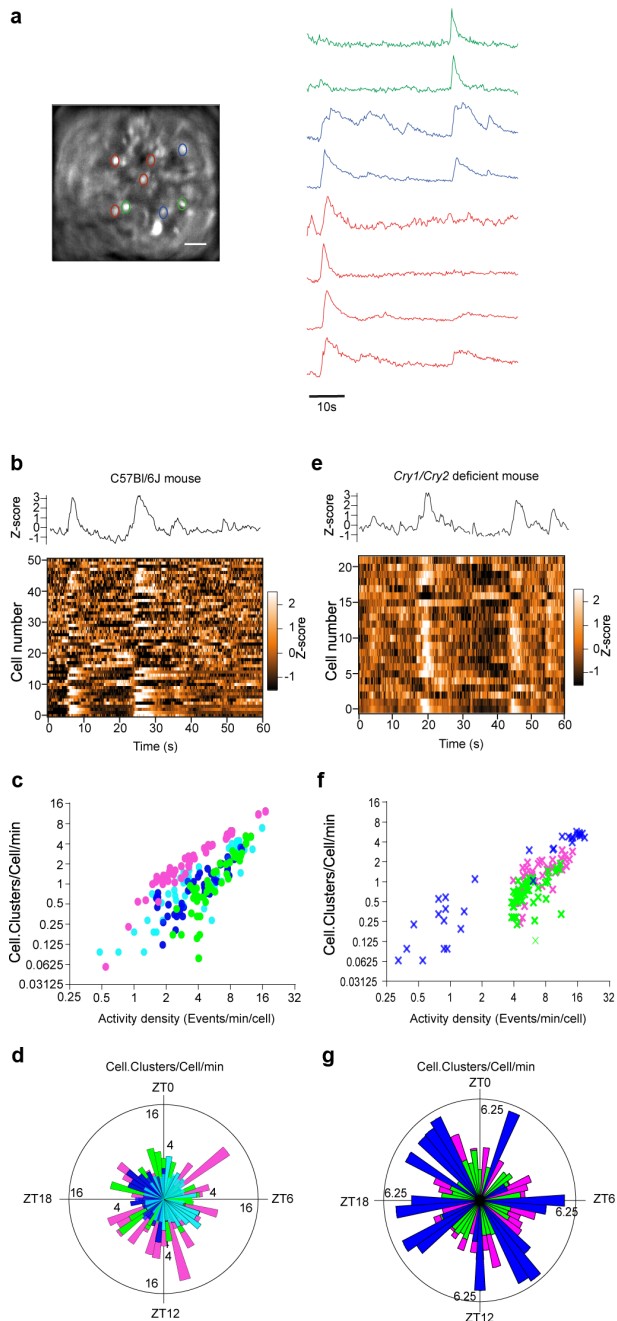 a
10s
b
C57Bl/6J mouse
Z-score
3
2
1
0
-1
Cell number
50
40
30
20
10
0
0 10 20 30 40 50 60
Time (s)
2
1
0
-1
Z-score
e
Cry1/Cry2 deficient mouse
Z-score
3
2
1
0
-1
Cell number
20
15
10
5
0
0 10 20 30 40 50 60
Time (s)
2
1
0
-1
Z-score
c
Cell.Clusters/Cell/min
16
8
4
2
1
0.5
0.25
0.125
0.0625
0.03125
0.25 0.5 1 2 4 8 16 32
Activity density (Events/min/cell)
f
Cell.Clusters/Cell/min
16
8
4
2
1
0.5
0.25
0.125
0.0625
0.03125
0.25 0.5 1 2 4 8 16 32
Activity density (Events/min/cell)
d
Cell.Clusters/Cell/min
ZT0
16
4
ZT18
16
4
4
16
ZT6
4
16
ZT12
g
Cell.Clusters/Cell/min
ZT0
6.25
ZT18
6.25
6.25
ZT6
6.25
ZT12